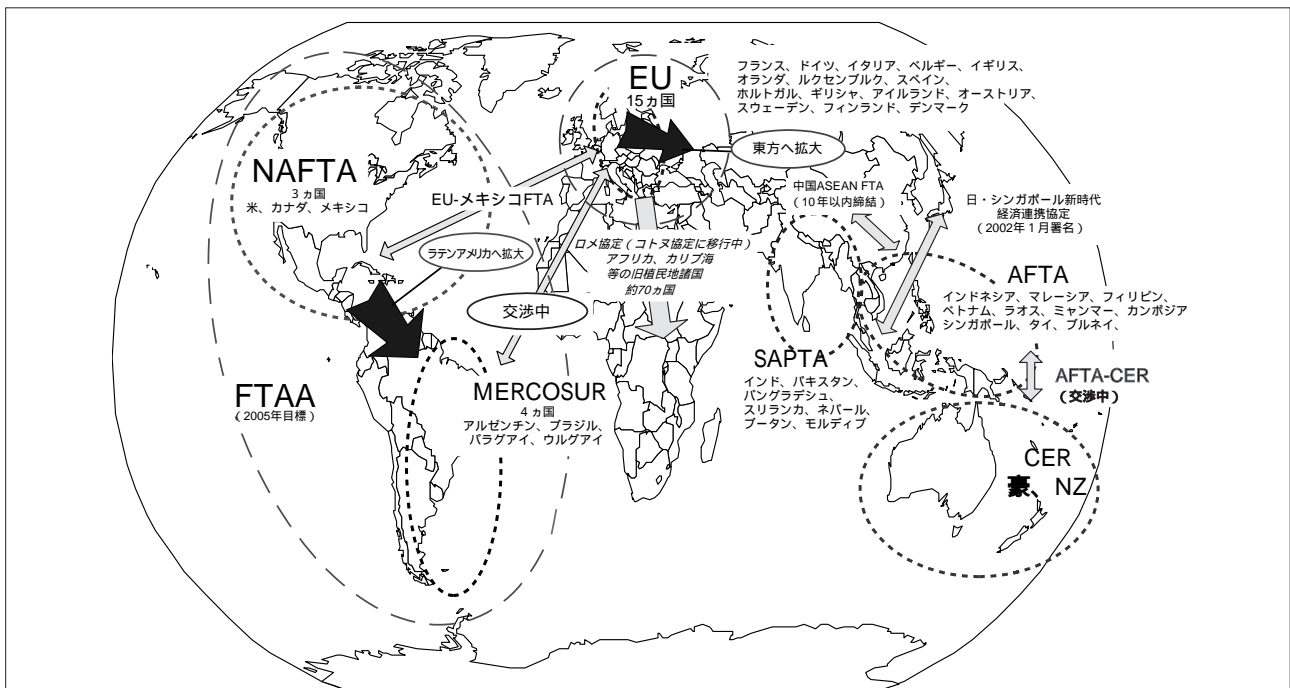 EU
15ヵ国
フランス、ドイツ、イタリア、ベルギー、イギリス、
オランダ、ルクセンブルク、スペイン、
ホルトガル、ギリシャ、アイルランド、オーストリア、
スウェーデン、フィンランド、デンマーク
東方へ拡大
NAFTA
3ヵ国
米、カナダ、メキシコ
EU-メキシコFTA
ラテンアメリカへ拡大
ロメ協定(コトヌ協定に移行中)
アフリカ、カリブ海
等の旧植民地諸国
約70ヵ国
交渉中
中国ASEAN FTA
(10年以内締結)
日・シンガポール新時代
経済連携協定
(2002年1月署名)
AFTA
インドネシア、マレーシア、フィリピン、
ベトナム、ラオス、ミャンマー、カンボジア
シンガポール、タイ、ブルネイ、
SAPTA
インド、パキスタン、
バングラデシュ、
スリランカ、ネパール、
ブータン、モルディブ
AFTA-CER
(交渉中)
FTAA
(2005年目標)
MERCOSUR
4ヵ国
アルゼンチン、ブラジル、
パラグアイ、ウルグアイ
CER
豪、NZ